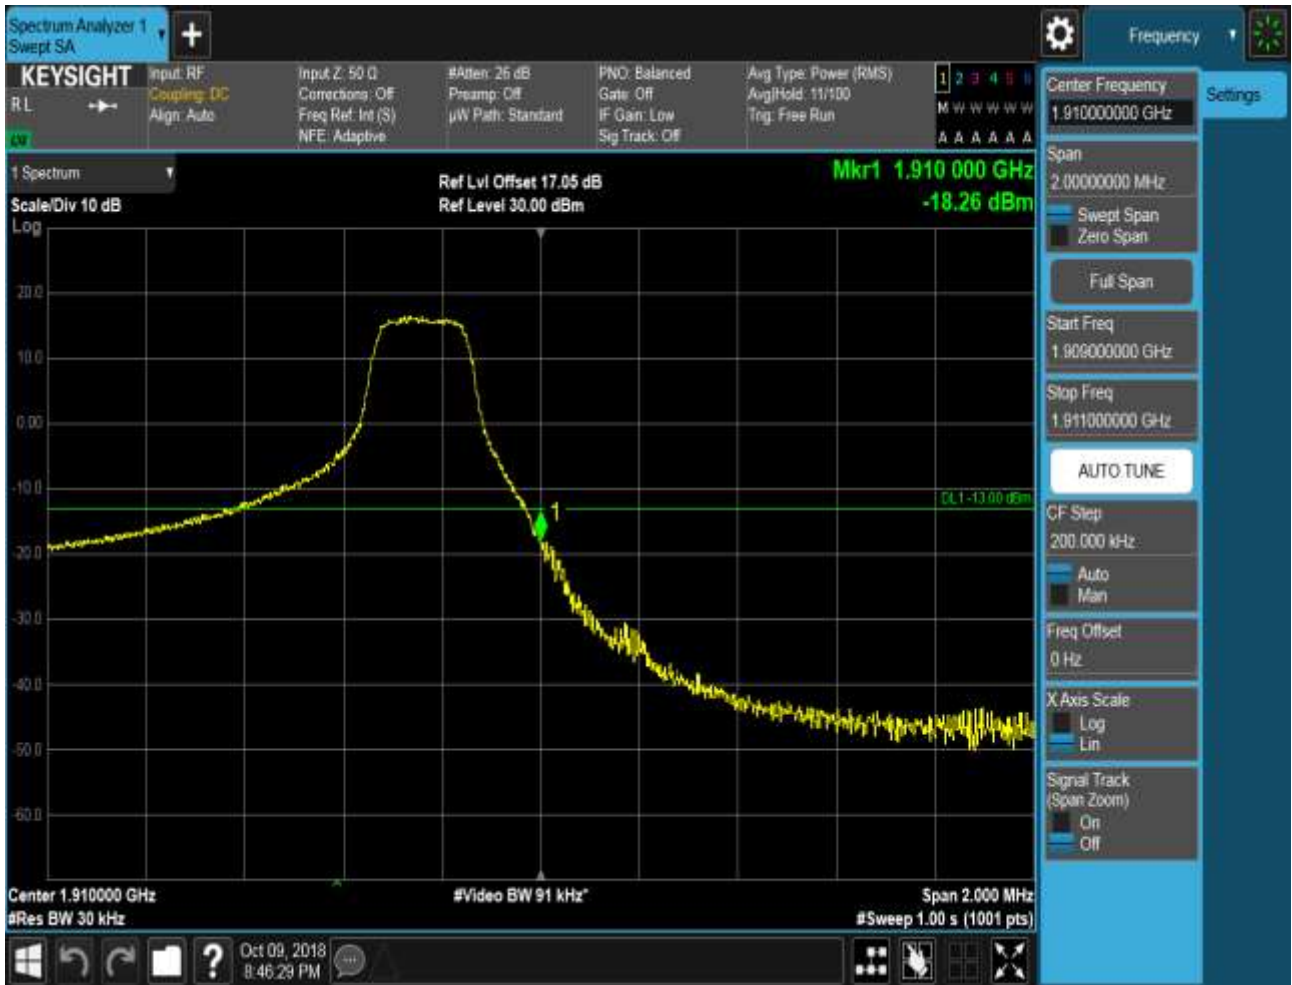 Spectrum Analyzer 1
Swept SA
+
Frequency
KEYSIGHT
RL
Input: RF
Coupling: DC
Align: Auto
Input Z: 50 Ω
Corrections: Off
Freq Ref: Int (S)
NFE: Adaptive
#Atten: 26 dB
Preamp: Off
µW Path: Standard
PNO: Balanced
Gate: Off
IF Gain: Low
Sig Track: Off
Avg Type: Power (RMS)
Avg|Hold: 11/100
Trig: Free Run
1 2 3 4 5 6
M W W W W W
A A A A A A
1 Spectrum
Scale/Div 10 dB
Log
Ref Lvl Offset 17.05 dB
Ref Level 30.00 dBm
Mkr1 1.910 000 GHz
-18.26 dBm
20.0
10.0
0.00
-10.0
-20.0
-30.0
-40.0
-50.0
-60.0
DL1 -13.00 dBm
1
Center 1.910000 GHz
#Res BW 30 kHz
#Video BW 91 kHz*
Span 2.000 MHz
#Sweep 1.00 s (1001 pts)
Center Frequency
1.910000000 GHz
Settings
Span
2.00000000 MHz
Swept Span
Zero Span
Full Span
Start Freq
1.909000000 GHz
Stop Freq
1.911000000 GHz
AUTO TUNE
CF Step
200.000 kHz
Auto
Man
Freq Offset
0 Hz
X Axis Scale
Log
Lin
Signal Track
(Span Zoom)
On
Off
?
Oct 09, 2018
8:46:29 PM